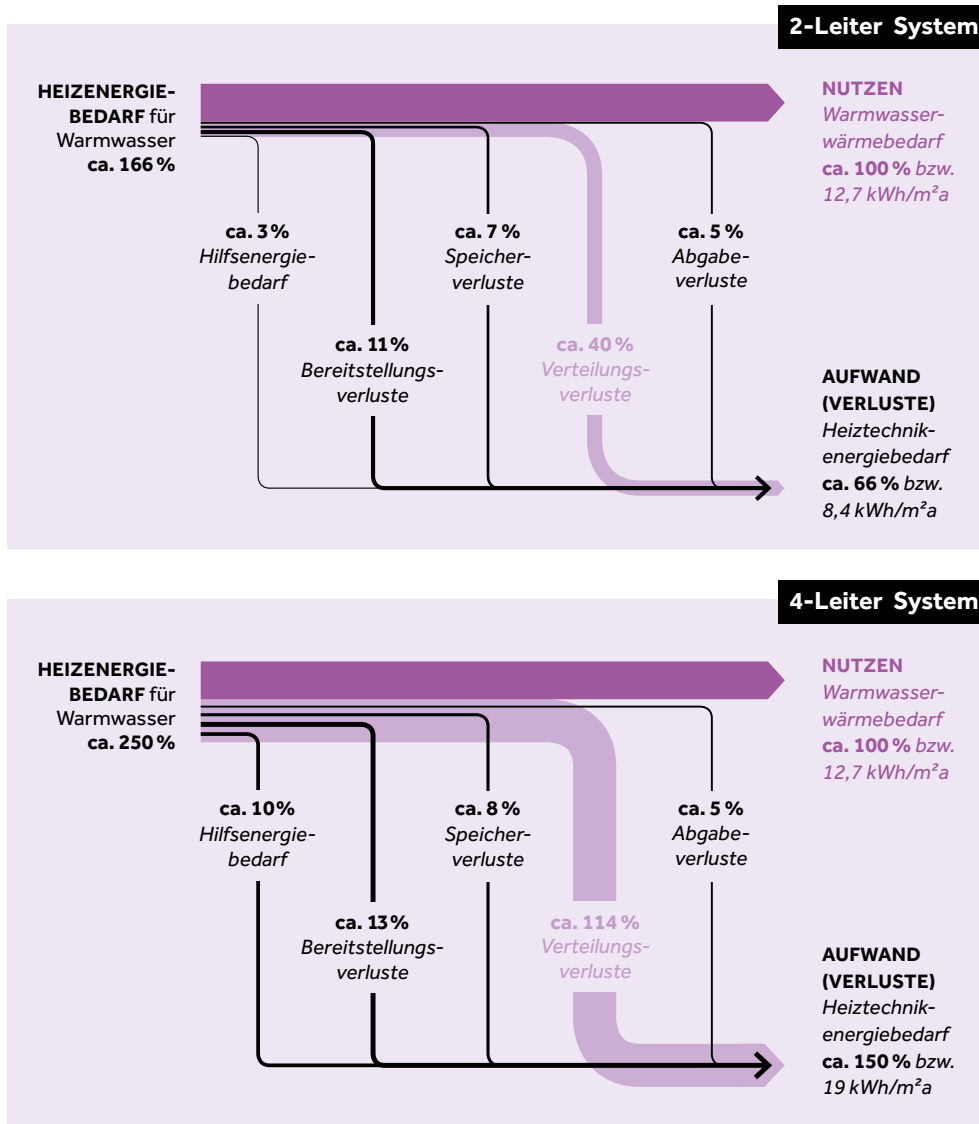 2-Leiter System
HEIZENERGIE-
BEDARF für
Warmwasser
ca. 166 %
NUTZEN
Warmwasser-
wärmebedarf
ca. 100 % bzw.
12,7 kWh/m²a
ca. 3 %
Hilfsenergie-
bedarf
ca. 7 %
Speicher-
verluste
ca. 5 %
Abgabe-
verluste
ca. 11 %
Bereitstellungs-
verluste
ca. 40 %
Verteilungs-
verluste
AUFWAND
(VERLUSTE)
Heiztechnik-
energiebedarf
ca. 66 % bzw.
8,4 kWh/m²a
4-Leiter System
HEIZENERGIE-
BEDARF für
Warmwasser
ca. 250 %
NUTZEN
Warmwasser-
wärmebedarf
ca. 100 % bzw.
12,7 kWh/m²a
ca. 10 %
Hilfsenergie-
bedarf
ca. 8 %
Speicher-
verluste
ca. 5 %
Abgabe-
verluste
ca. 13 %
Bereitstellungs-
verluste
ca. 114 %
Verteilungs-
verluste
AUFWAND
(VERLUSTE)
Heiztechnik-
energiebedarf
ca. 150 % bzw.
19 kWh/m²a